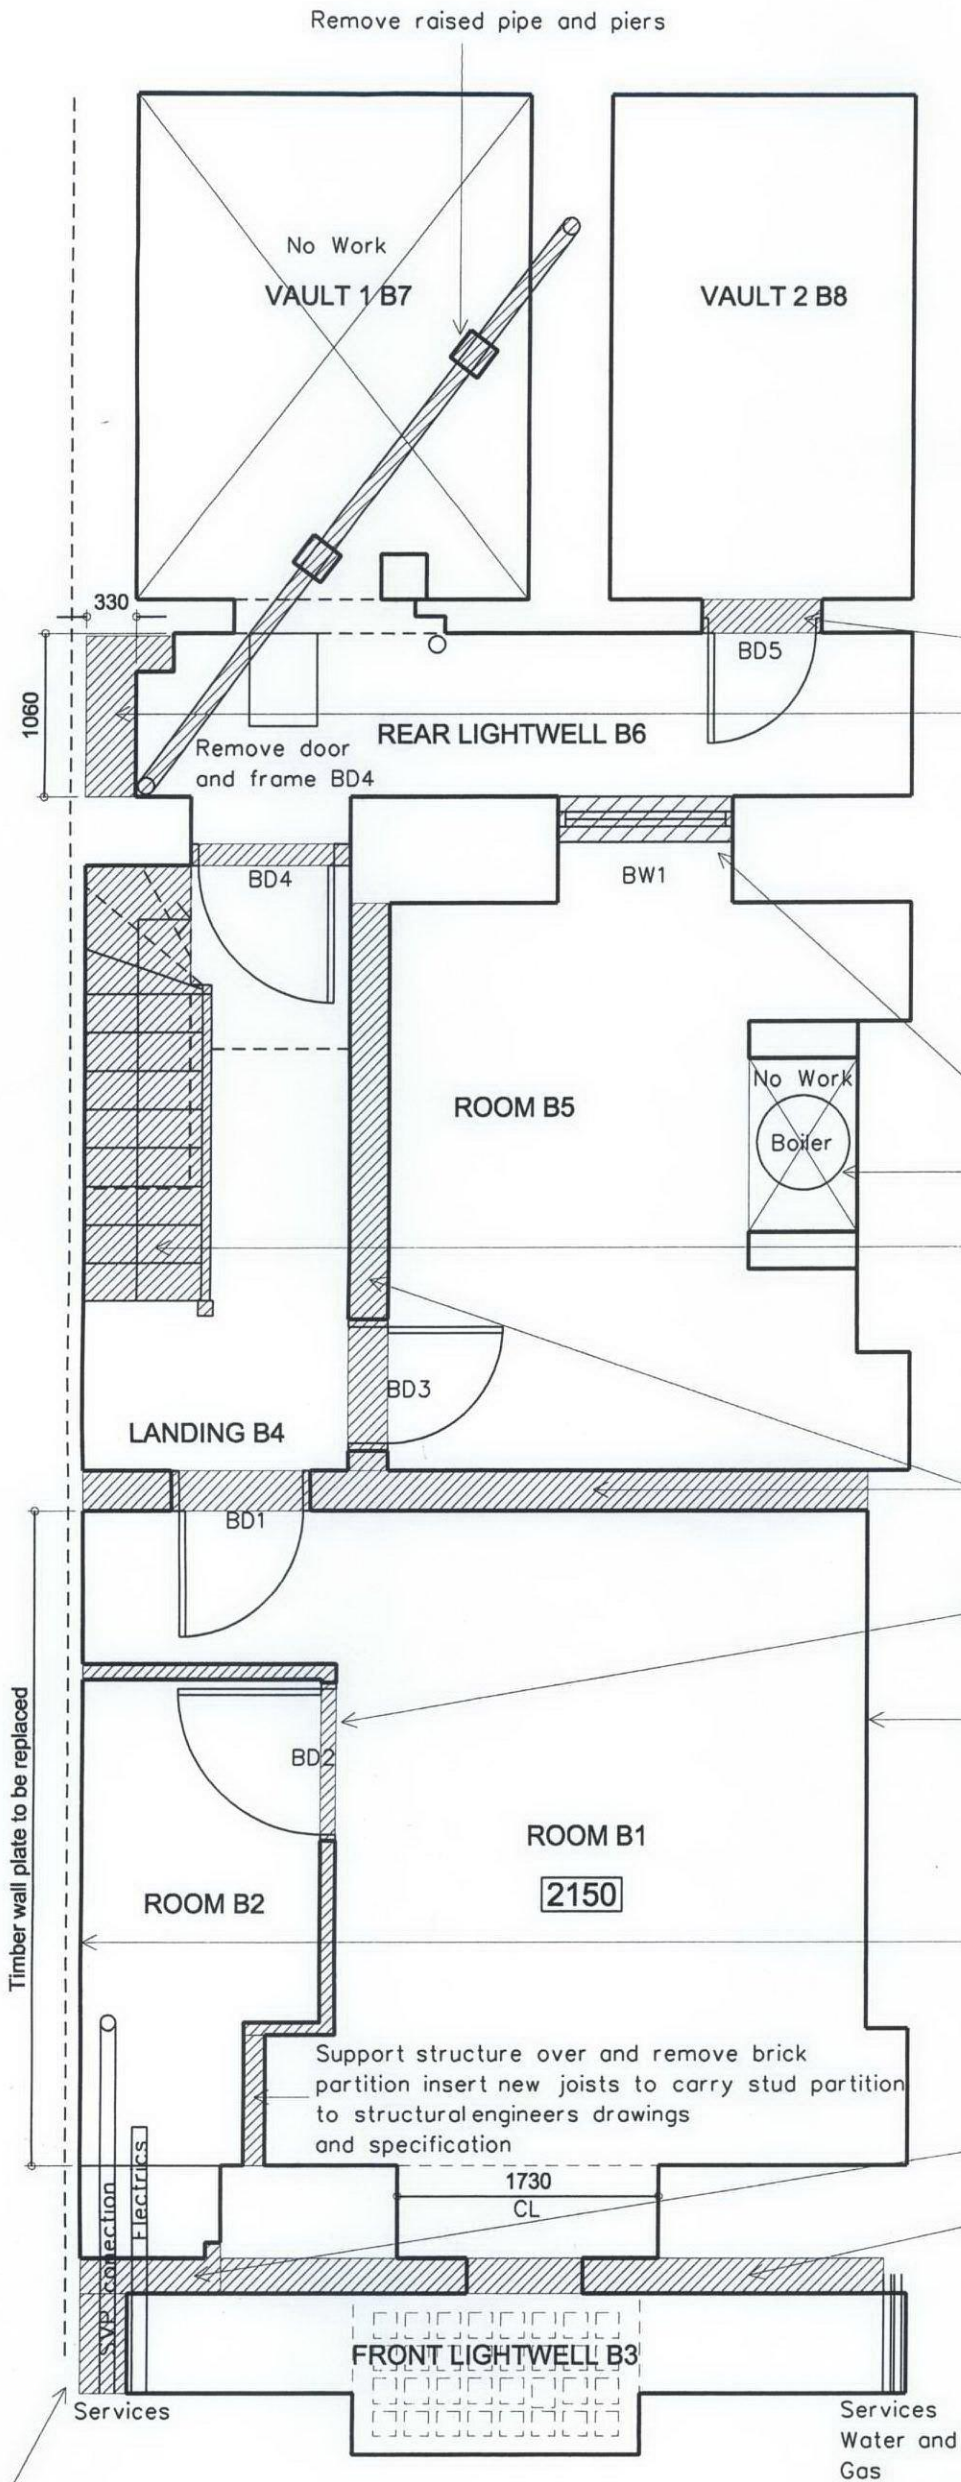 Remove raised pipe and piers
No Work
VAULT 1 B7
VAULT 2 B8
330
1060
BD5
REAR LIGHTWELL B6
Remove door
and frame BD4
BD4
BW1
No Work
Boiler
ROOM B5
BD3
LANDING B4
BD1
Timber wall plate to be replaced
BD2
ROOM B1
2150
ROOM B2
Support structure over and remove brick
partition insert new joists to carry stud partition
to structural engineers drawings
and specification
SVP conection
Electrics
1730
CL
FRONT LIGHTWELL B3
Services
Services
Water and
Gas